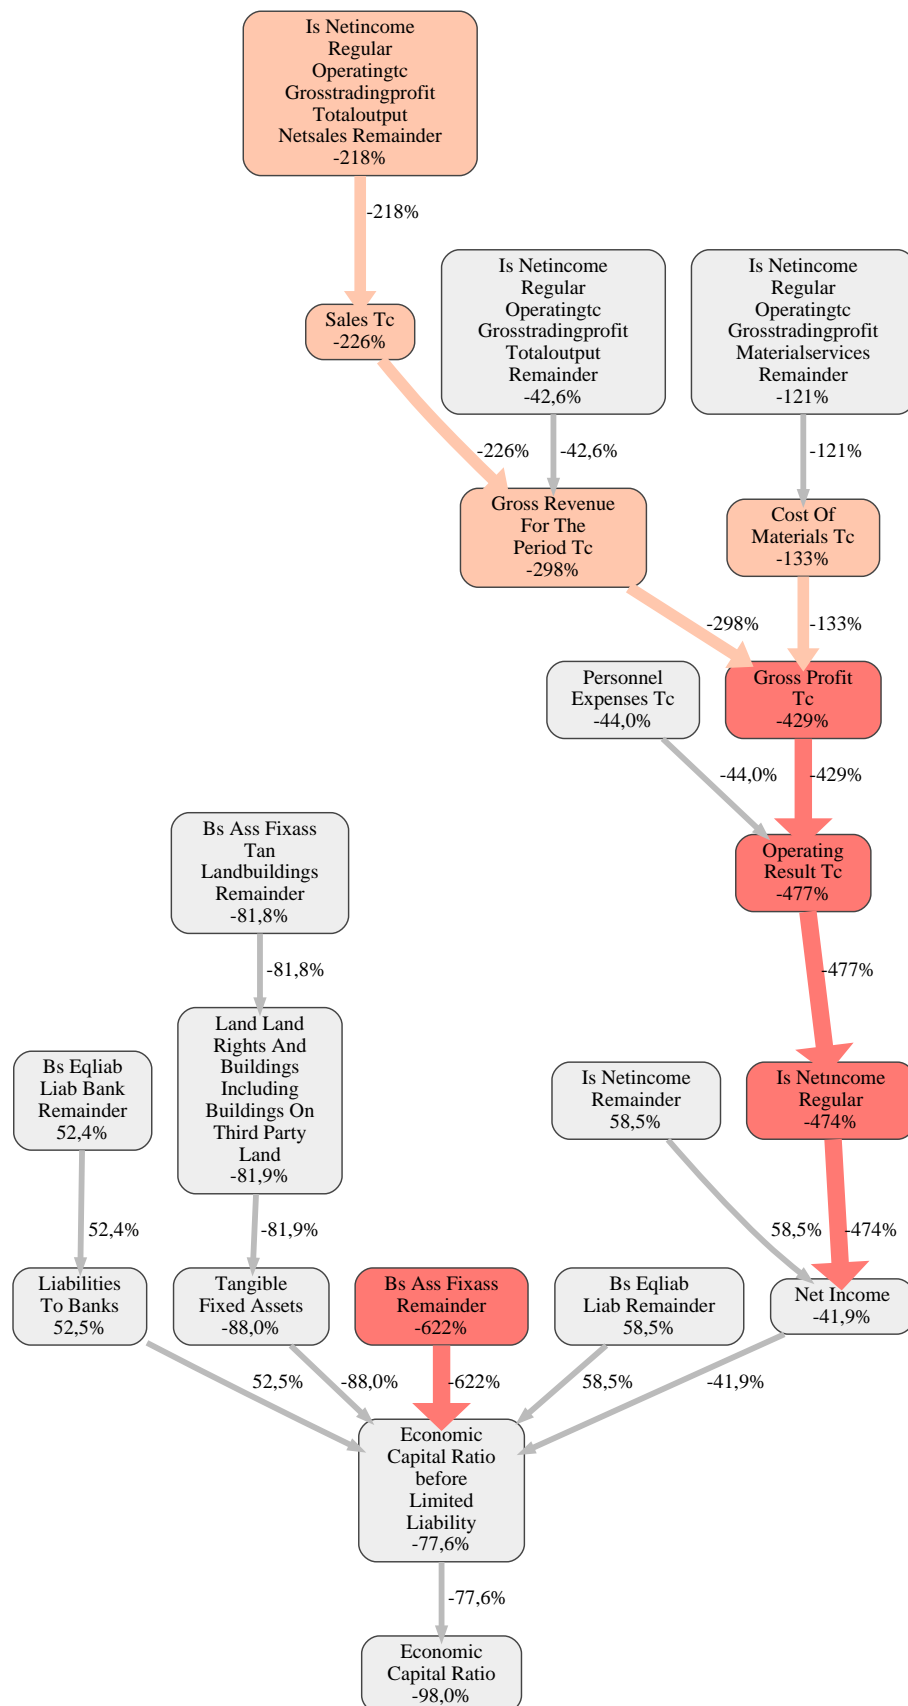 Is Netincome
Regular
Operatingtc
Grosstradingprofit
Totaloutput
Netsales Remainder
-218%
-218%
Sales Tc
-226%
Is Netincome
Regular
Operatingtc
Grosstradingprofit
Totaloutput
Remainder
-42,6%
Is Netincome
Regular
Operatingtc
Grosstradingprofit
Materialservices
Remainder
-121%
-226%
-42,6%
-121%
Gross Revenue
For The
Period Tc
-298%
Cost Of
Materials Tc
-133%
-298%
-133%
Personnel
Expenses Tc
-44,0%
Gross Profit
Tc
-429%
-44,0%
-429%
Operating
Result Tc
-477%
Bs Ass Fixass
Tan
Landbuildings
Remainder
-81,8%
-81,8%
-477%
Land Land
Rights And
Buildings
Including
Buildings On
Third Party
Land
-81,9%
Bs Eqliab
Liab Bank
Remainder
52,4%
Is Netincome
Remainder
58,5%
Is Netincome
Regular
-474%
52,4%
-81,9%
58,5%
-474%
Liabilities
To Banks
52,5%
Tangible
Fixed Assets
-88,0%
Bs Ass Fixass
Remainder
-622%
Bs Eqliab
Liab Remainder
58,5%
Net Income
-41,9%
52,5%
-88,0%
-622%
58,5%
-41,9%
Economic
Capital Ratio
before
Limited
Liability
-77,6%
-77,6%
Economic
Capital Ratio
-98,0%